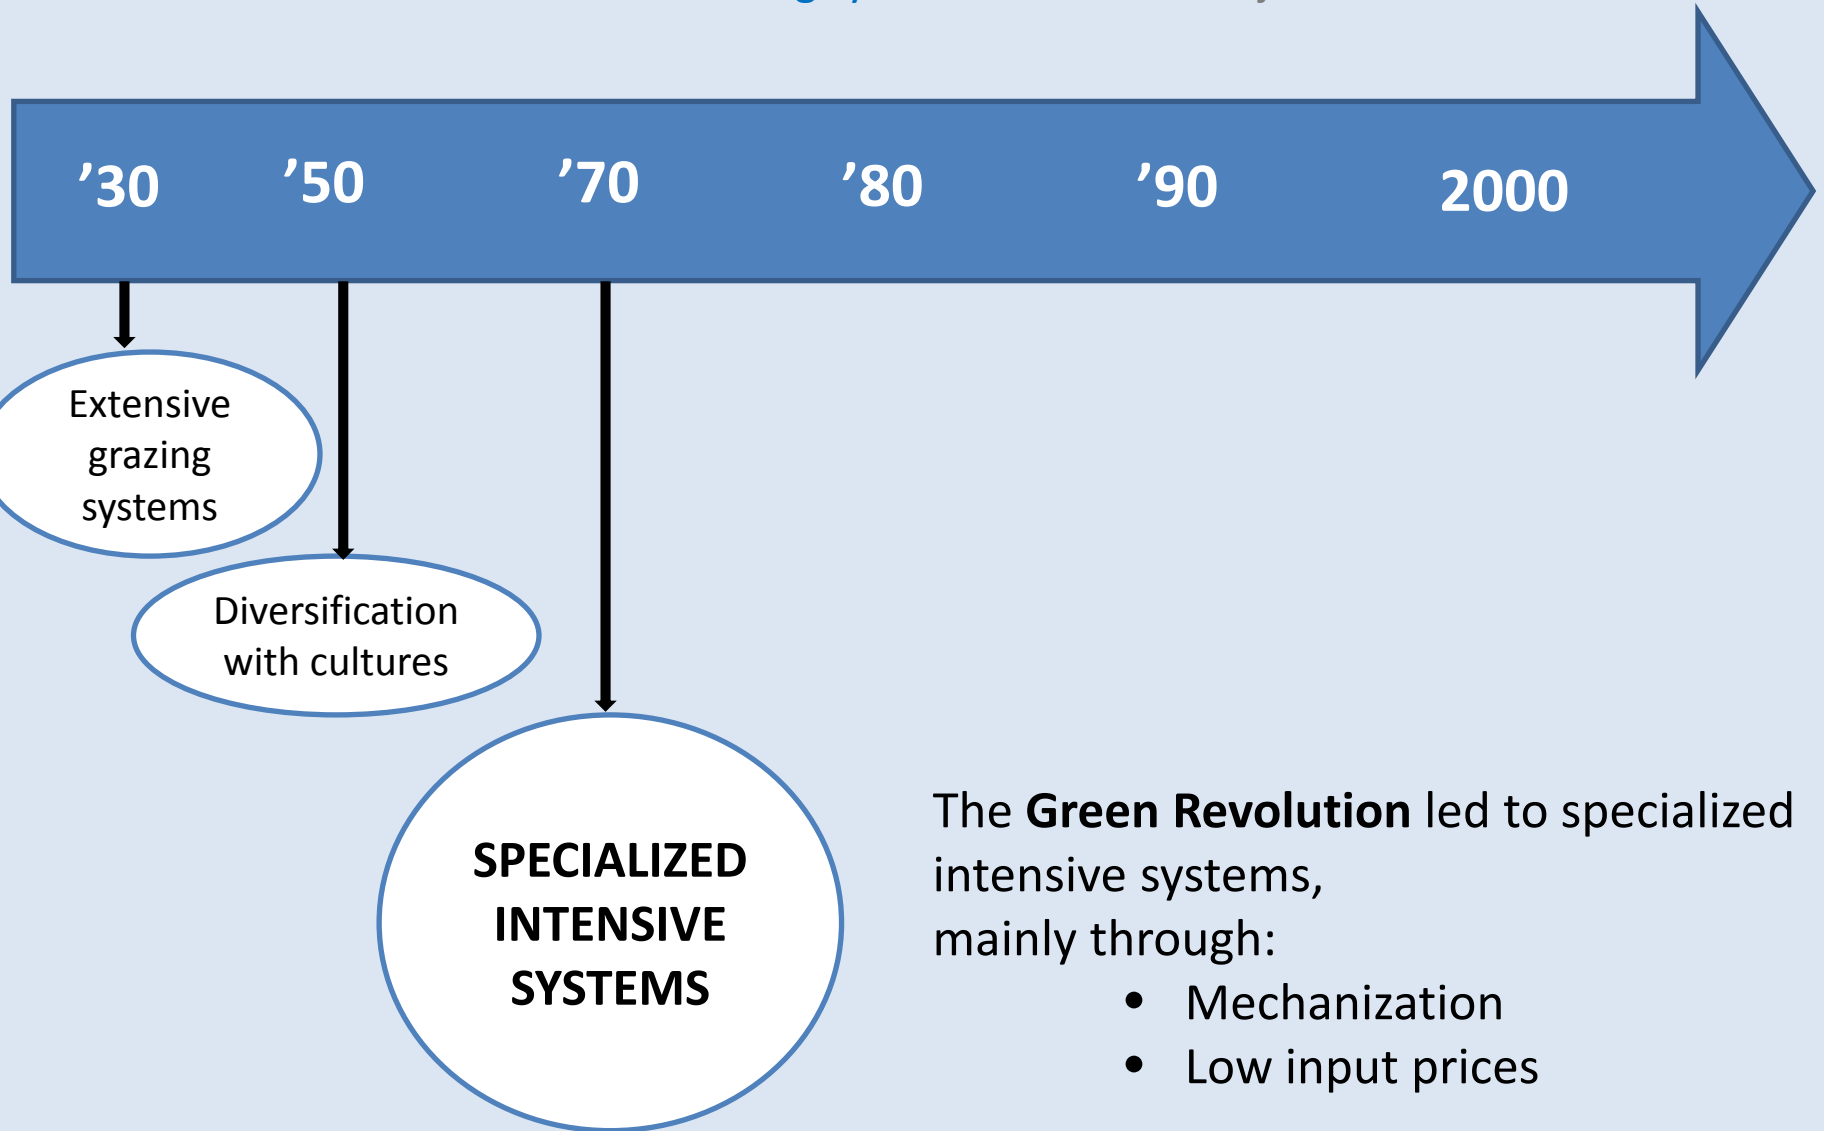 ’30 ’50 ’70 ’80 ’90 2000
Extensive
grazing
systems
Diversification
with cultures
SPECIALIZED
INTENSIVE
SYSTEMS
The Green Revolution led to specialized
intensive systems,
mainly through:
• Mechanization
• Low input prices